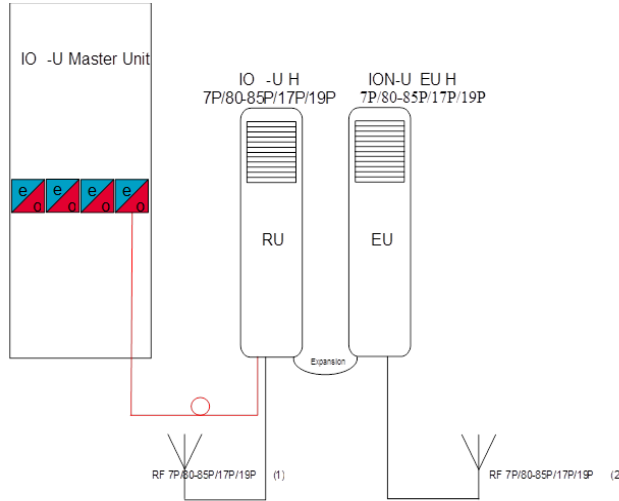 IO -U Master Unit
IO -U H
7P/80-85P/17P/19P
ION-U EU H
7P/80-85P/17P/19P
e o e o e o e o
RU
EU
Expansion
RF 7P/80-85P/17P/19P (1)
RF 7P/80-85P/17P/19P (2